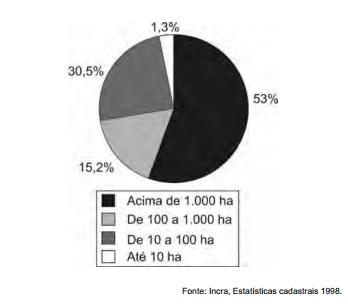 1,3%
30,5%
53%
15,2%
Acima de 1.000 ha
De 100 a 1.000 ha
De 10 a 100 ha
Até 10 ha
Fonte: Incra, Estatísticas cadastrais 1998.